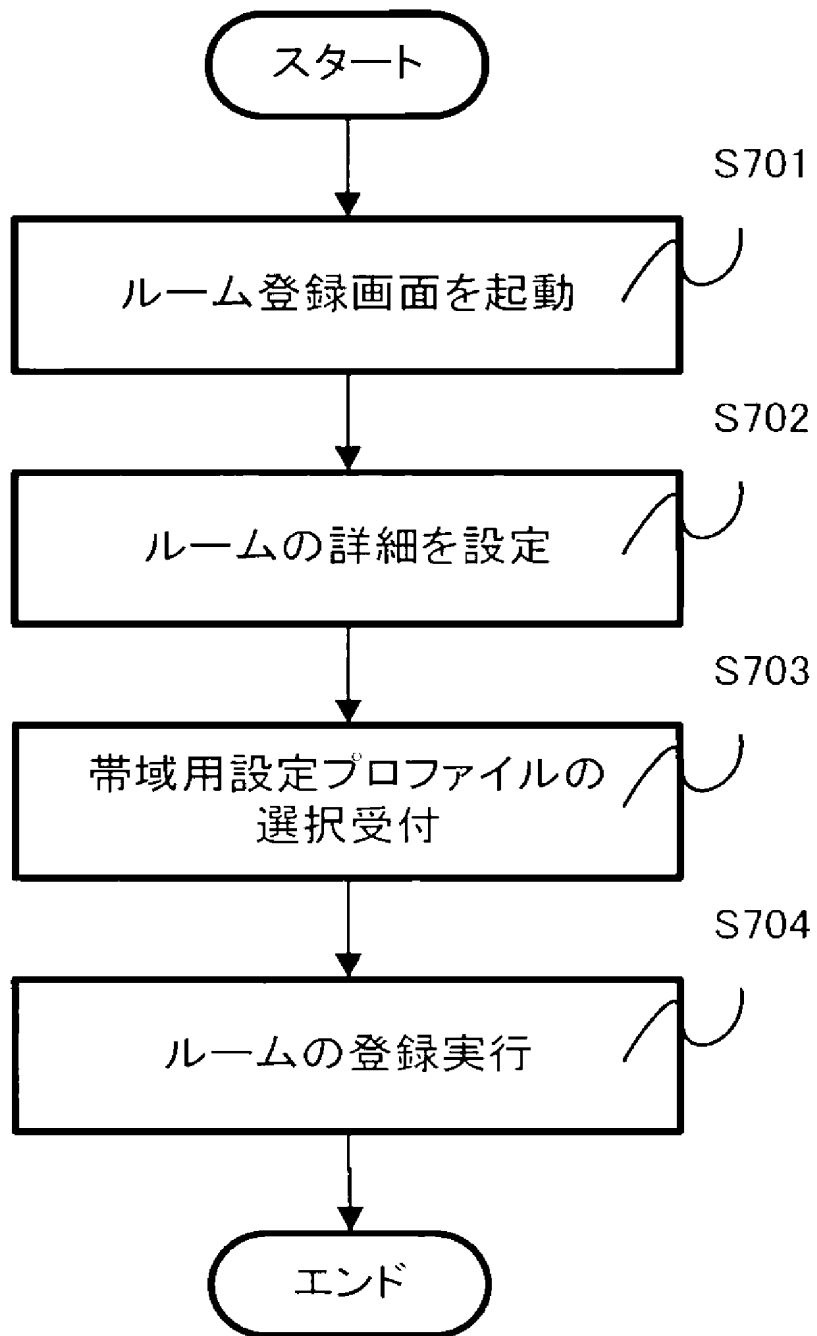 スタート
S701
ルーム登録画面を起動
S702
ルームの詳細を設定
S703
帯域用設定プロファイルの
選択受付
S704
ルームの登録実行
エンド